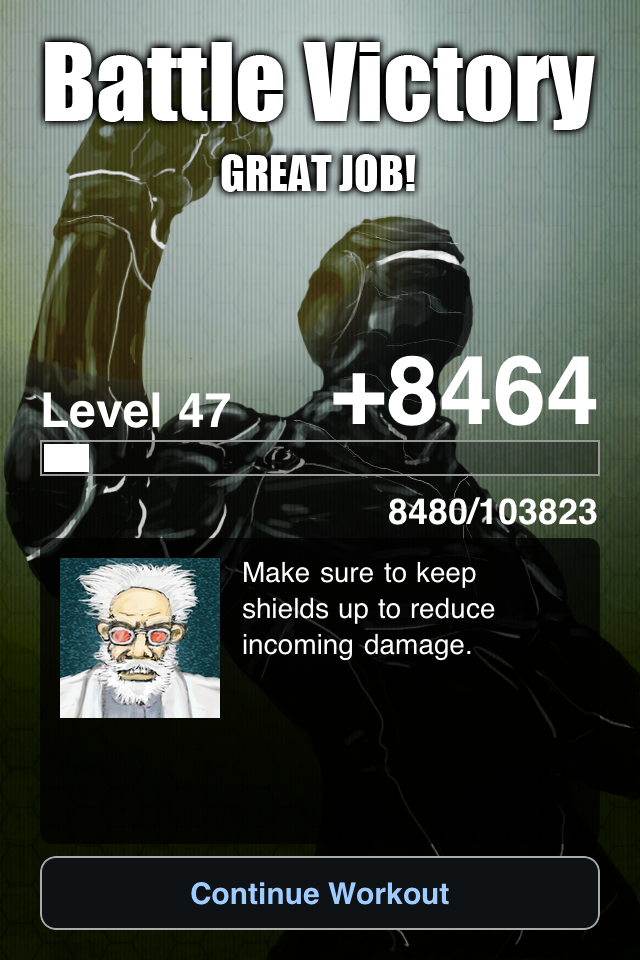 Battle Victory
GREAT JOB!
+8464
Level 47
8480/103823
Make sure to keep
shields up to reduce
incoming damage.
Continue Workout